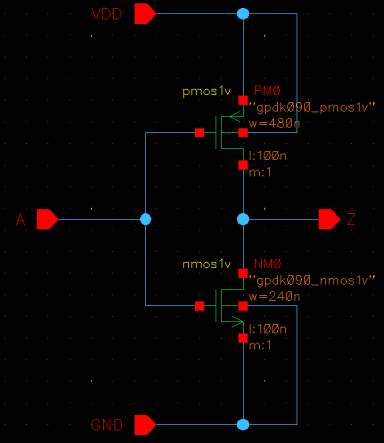 VDD
pmos1v PM0
"gpdk090_pmos1v"
w=480n
l:100n
m:1
A
Z
nmos1v NM0
"gpdk090_nmos1v"
w=240n
l:100n
m:1
GND